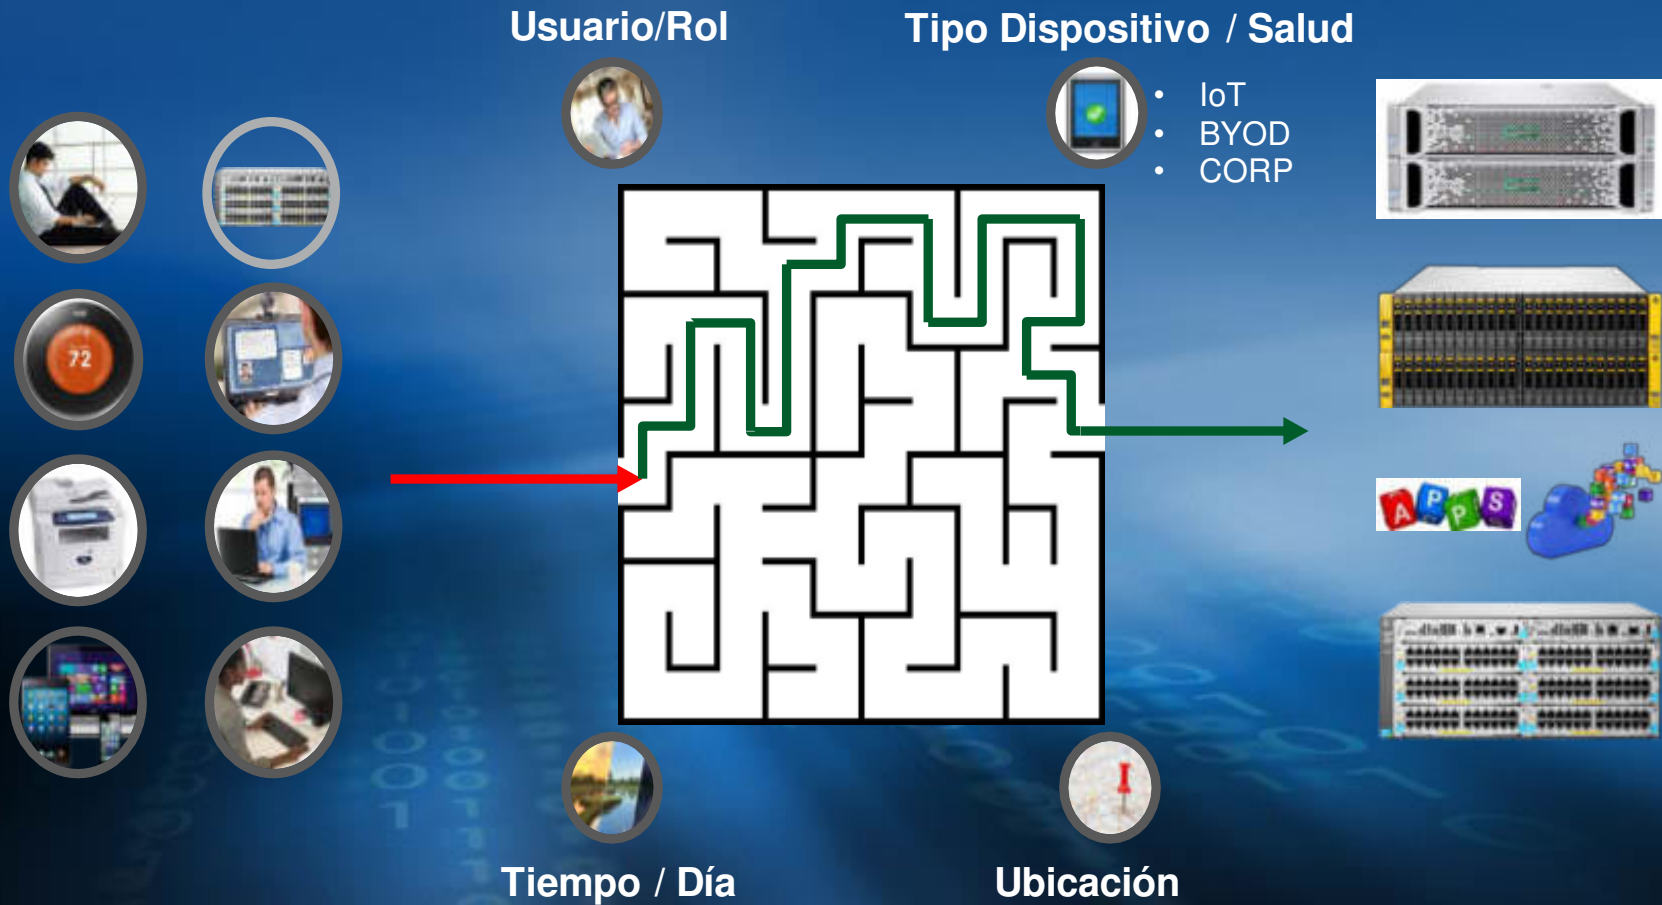 Usuario/Rol
Tipo Dispositivo / Salud
• IoT
• BYOD
• CORP
72
APPS
Tiempo / Día
Ubicación